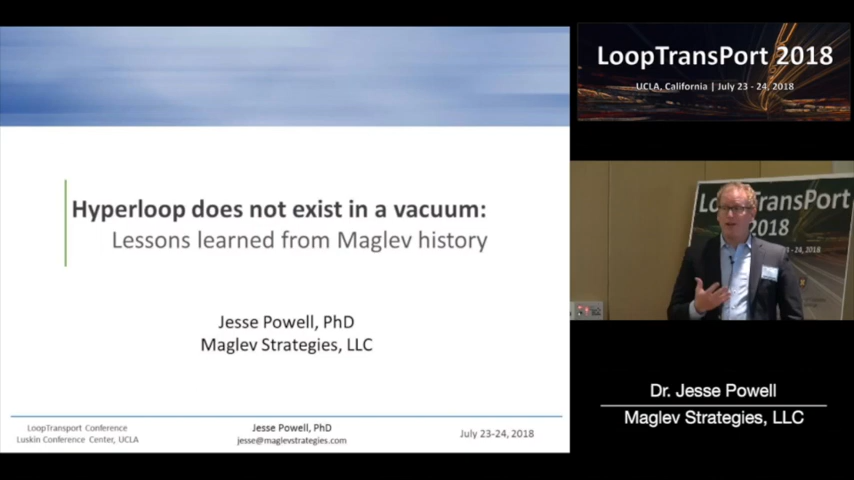 Hyperloop does not exist in a vacuum:
Lessons learned from Maglev history
Jesse Powell, PhD
Maglev Strategies, LLC
LoopTransport Conference
Luskin Conference Center, UCLA
Jesse Powell, PhD
jesse@maglevstrategies.com
July 23-24, 2018
LoopTransPort 2018
UCLA, California | July 23 - 24, 2018
LoopTransPort
2018
Dr. Jesse Powell
Maglev Strategies, LLC